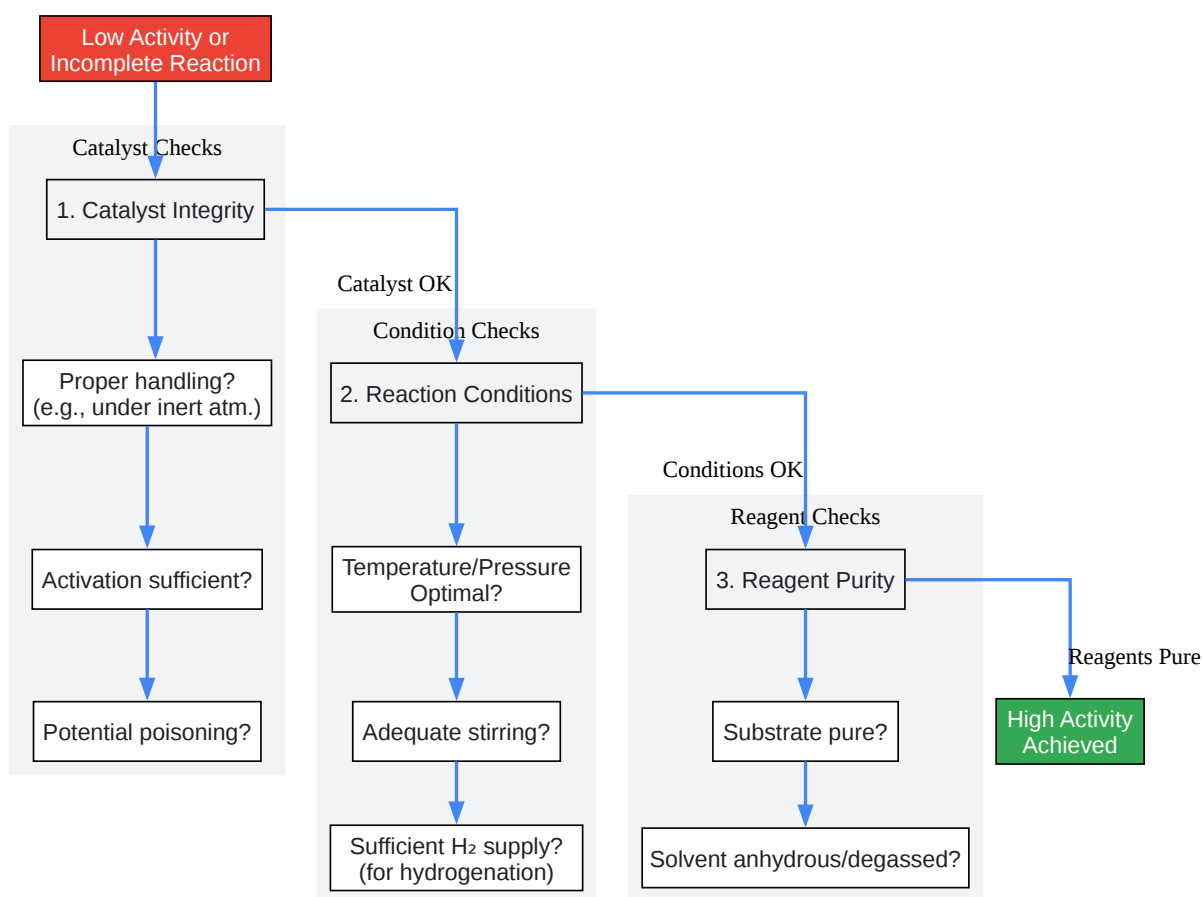 Low Activity or
Incomplete Reaction
Catalyst Checks
1. Catalyst Integrity
Proper handling?
(e.g., under inert atm.)
Activation sufficient?
Potential poisoning?
Catalyst OK
Condition Checks
2. Reaction Conditions
Temperature/Pressure
Optimal?
Adequate stirring?
Sufficient H₂ supply?
(for hydrogenation)
Conditions OK
Reagent Checks
3. Reagent Purity
Substrate pure?
Solvent anhydrous/degassed?
Reagents Pure
High Activity
Achieved